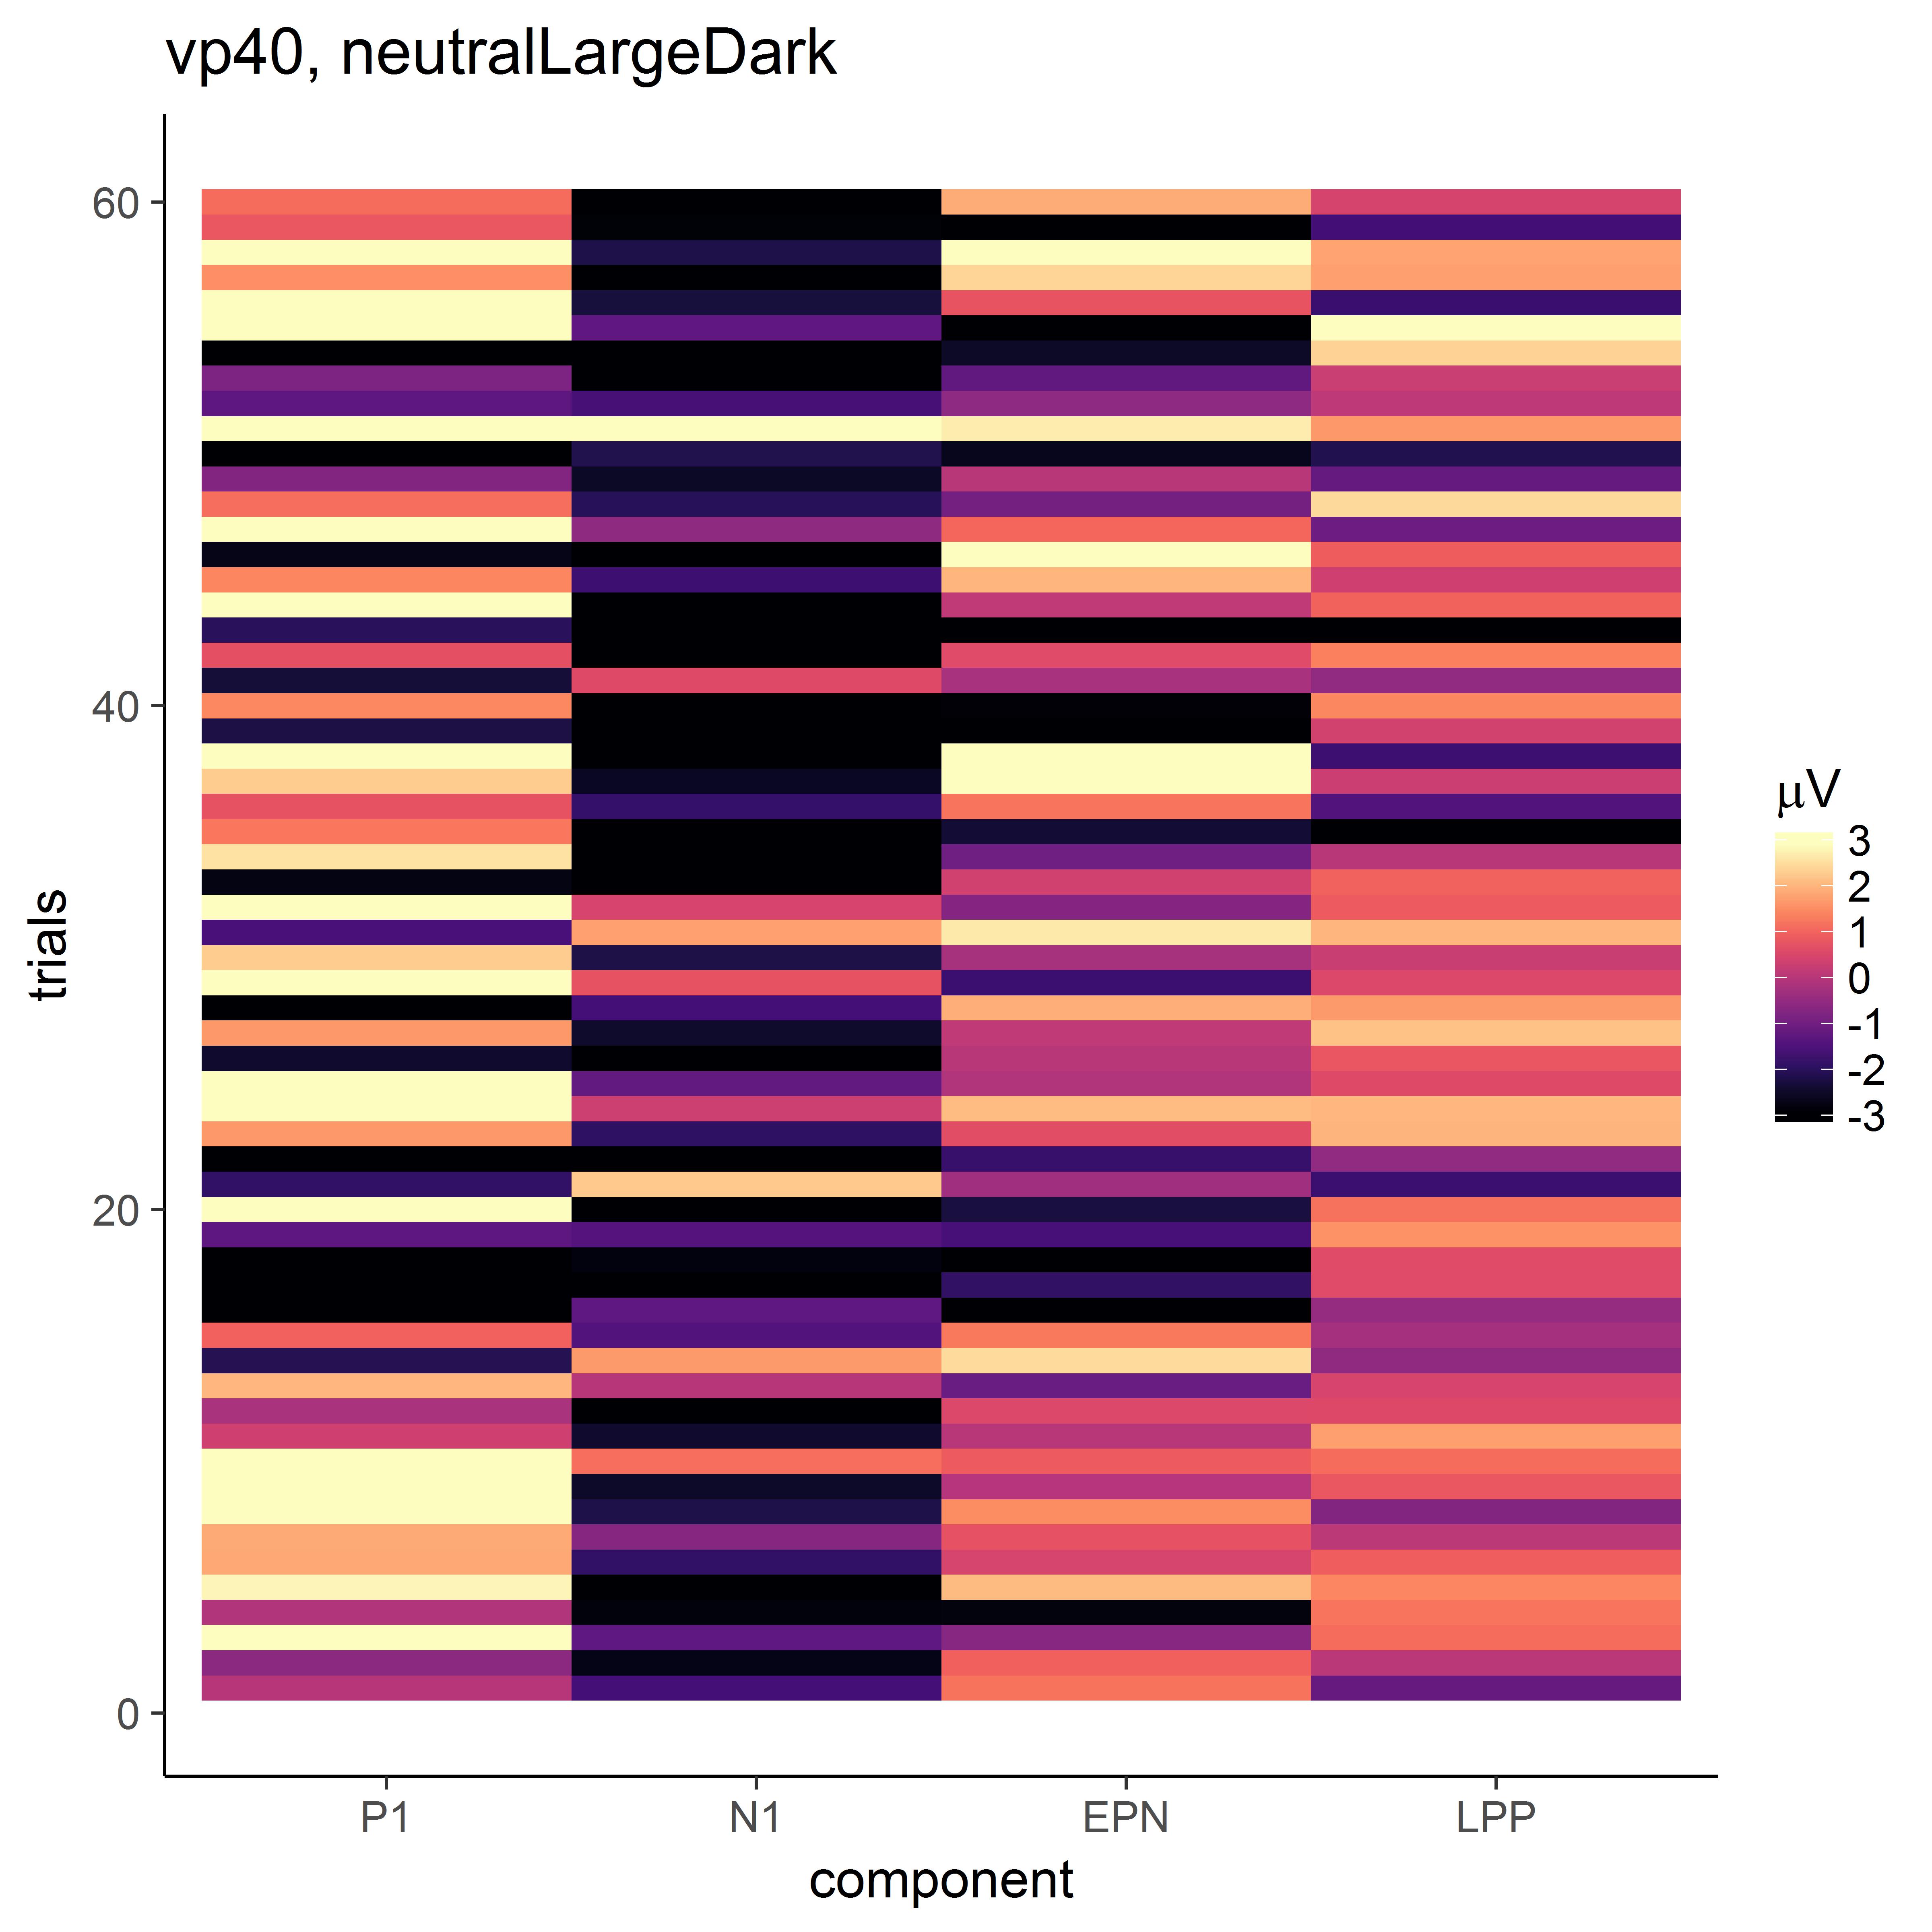 vp40, neutralLargeDark
60
40
20
0
trials
P1 N1 EPN LPP
component
μV
3
2
1
0
-1
-2
-3